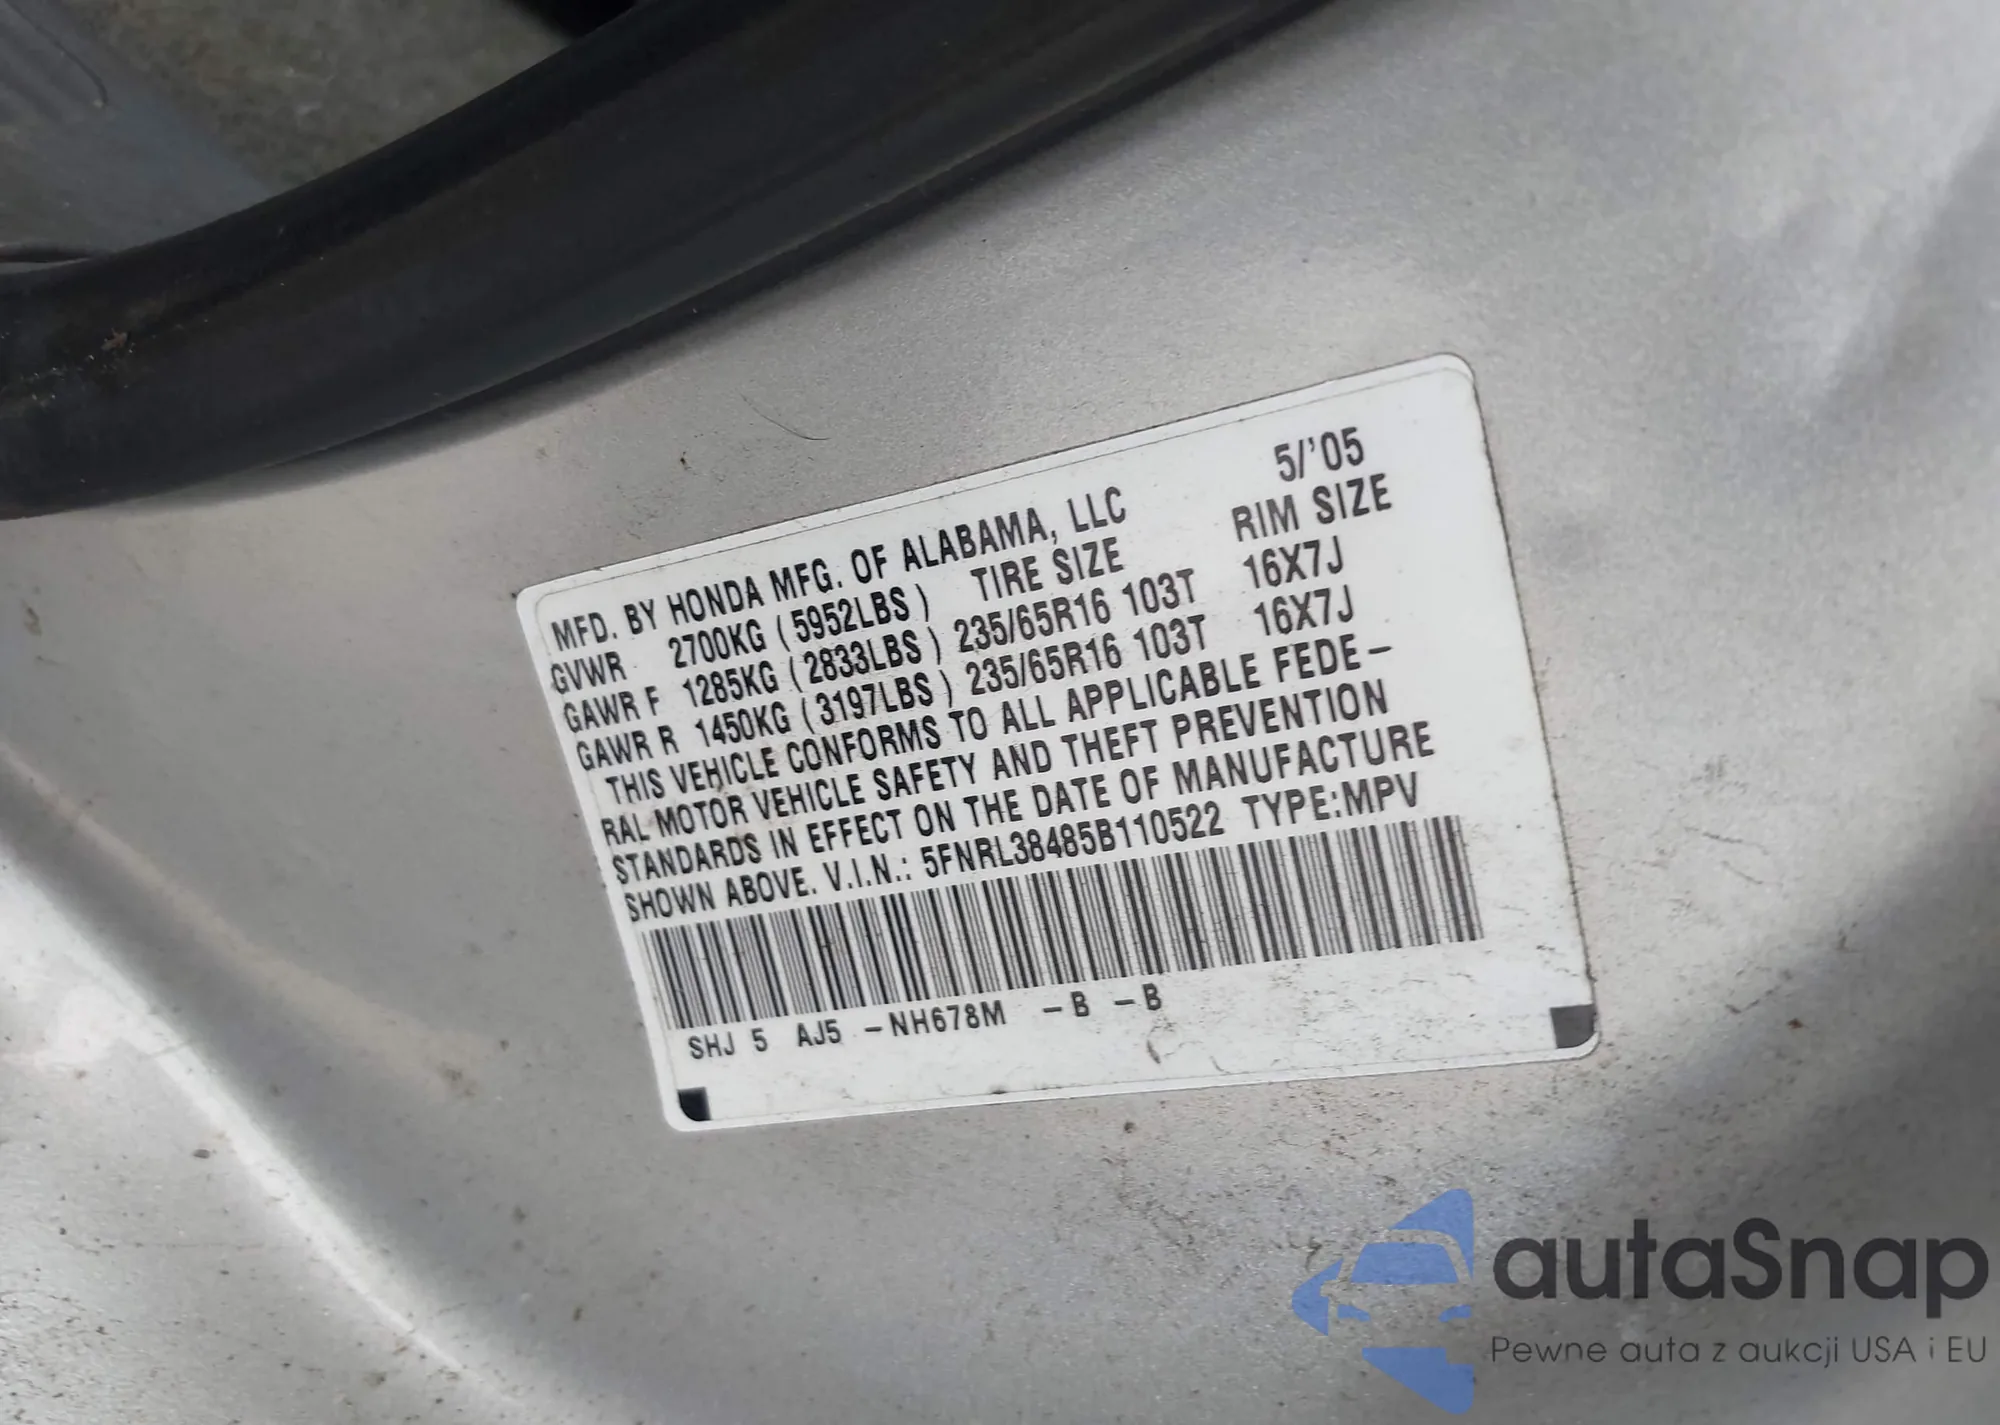 5/'05
MFD. BY HONDA MFG. OF ALABAMA, LLC RIM SIZE
GVWR 2700KG (5952LBS) TIRE SIZE
GAWR F 1285KG (2833LBS) 235/65R16 103T 16X7J
GAWR R 1450KG (3197LBS) 235/65R16 103T 16X7J
THIS VEHICLE CONFORMS TO ALL APPLICABLE FEDE-
RAL MOTOR VEHICLE SAFETY AND THEFT PREVENTION
STANDARDS IN EFFECT ON THE DATE OF MANUFACTURE
SHOWN ABOVE. V.I.N.: 5FNRL38485B110522 TYPE:MPV
SHJ 5 AJ5 -NH678M -B -B
autaSnap
Pewne auta z aukcji USA i EU